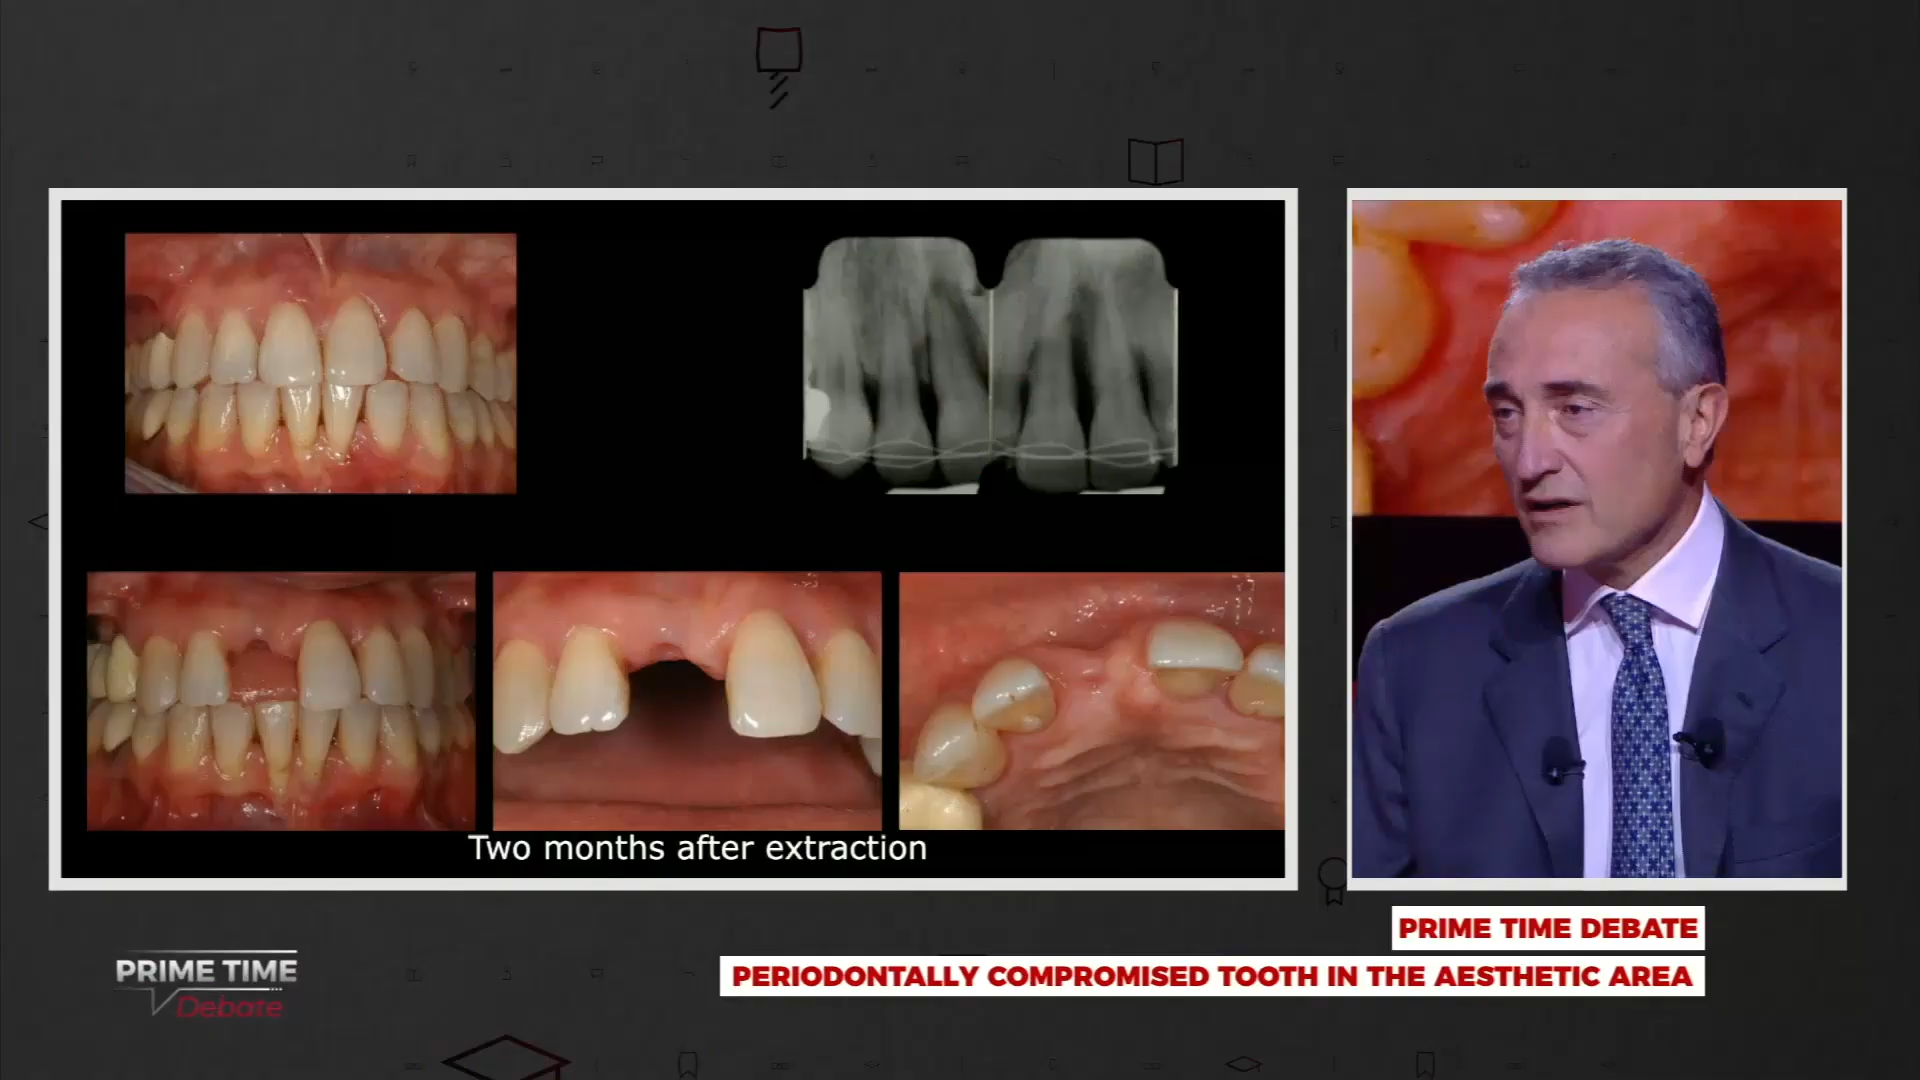 Two months after extraction
PRIME TIME DEBATE
PERIODONTALLY COMPROMISED TOOTH IN THE AESTHETIC AREA
PRIME TIME
Debate